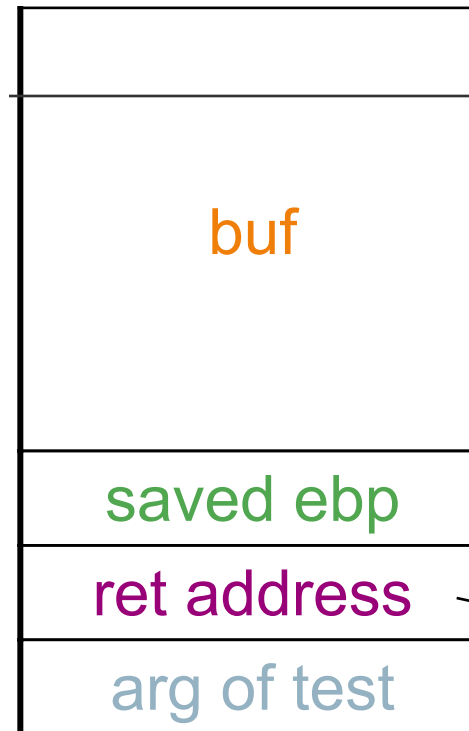 buf
saved ebp
ret address
arg of test